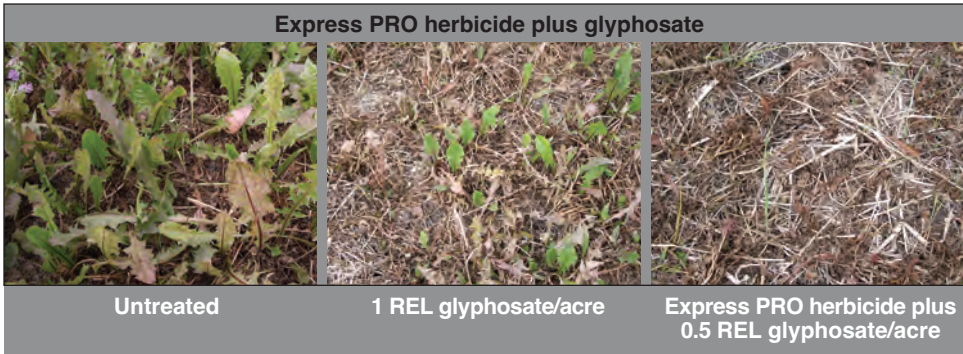 Express PRO herbicide plus glyphosate
Untreated
1 REL glyphosate/acre
Express PRO herbicide plus
0.5 REL glyphosate/acre